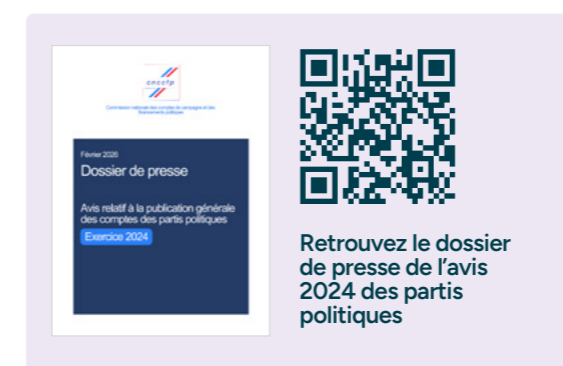 cnccfp
Commission nationale des comptes de campagne et des
financements politiques
Février 2026
Dossier de presse
Avis relatif à la publication générale
des comptes des partis politiques
Exercice 2024
Retrouvez le dossier
de presse de l’avis
2024 des partis
politiques